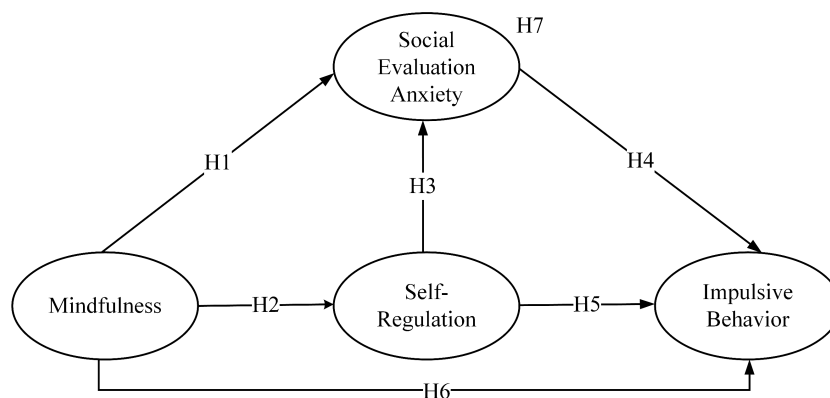 H7
Social
Evaluation
Anxiety
H1
H4
H3
Mindfulness
H2
Self-
Regulation
H5
Impulsive
Behavior
H6